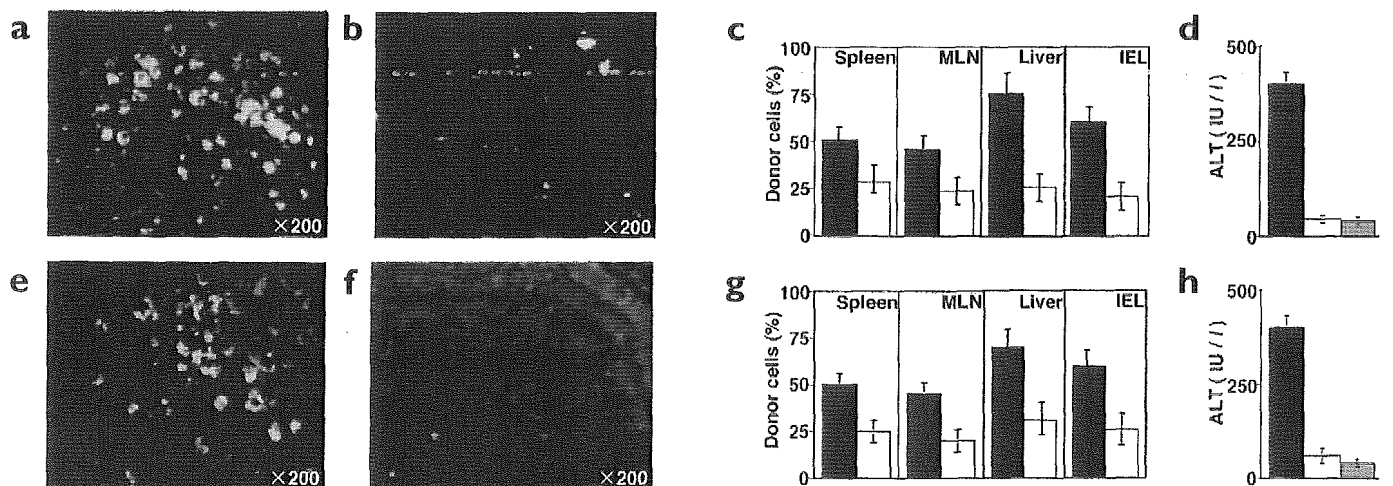 a
×200
b
×200
c
Donor cells (%)
100
75
50
25
0
Spleen
MLN
Liver
IEL
d
ALT ( IU / l )
500
250
0
e
×200
f
×200
g
Donor cells (%)
100
75
50
25
0
Spleen
MLN
Liver
IEL
h
ALT ( IU / l )
500
250
0